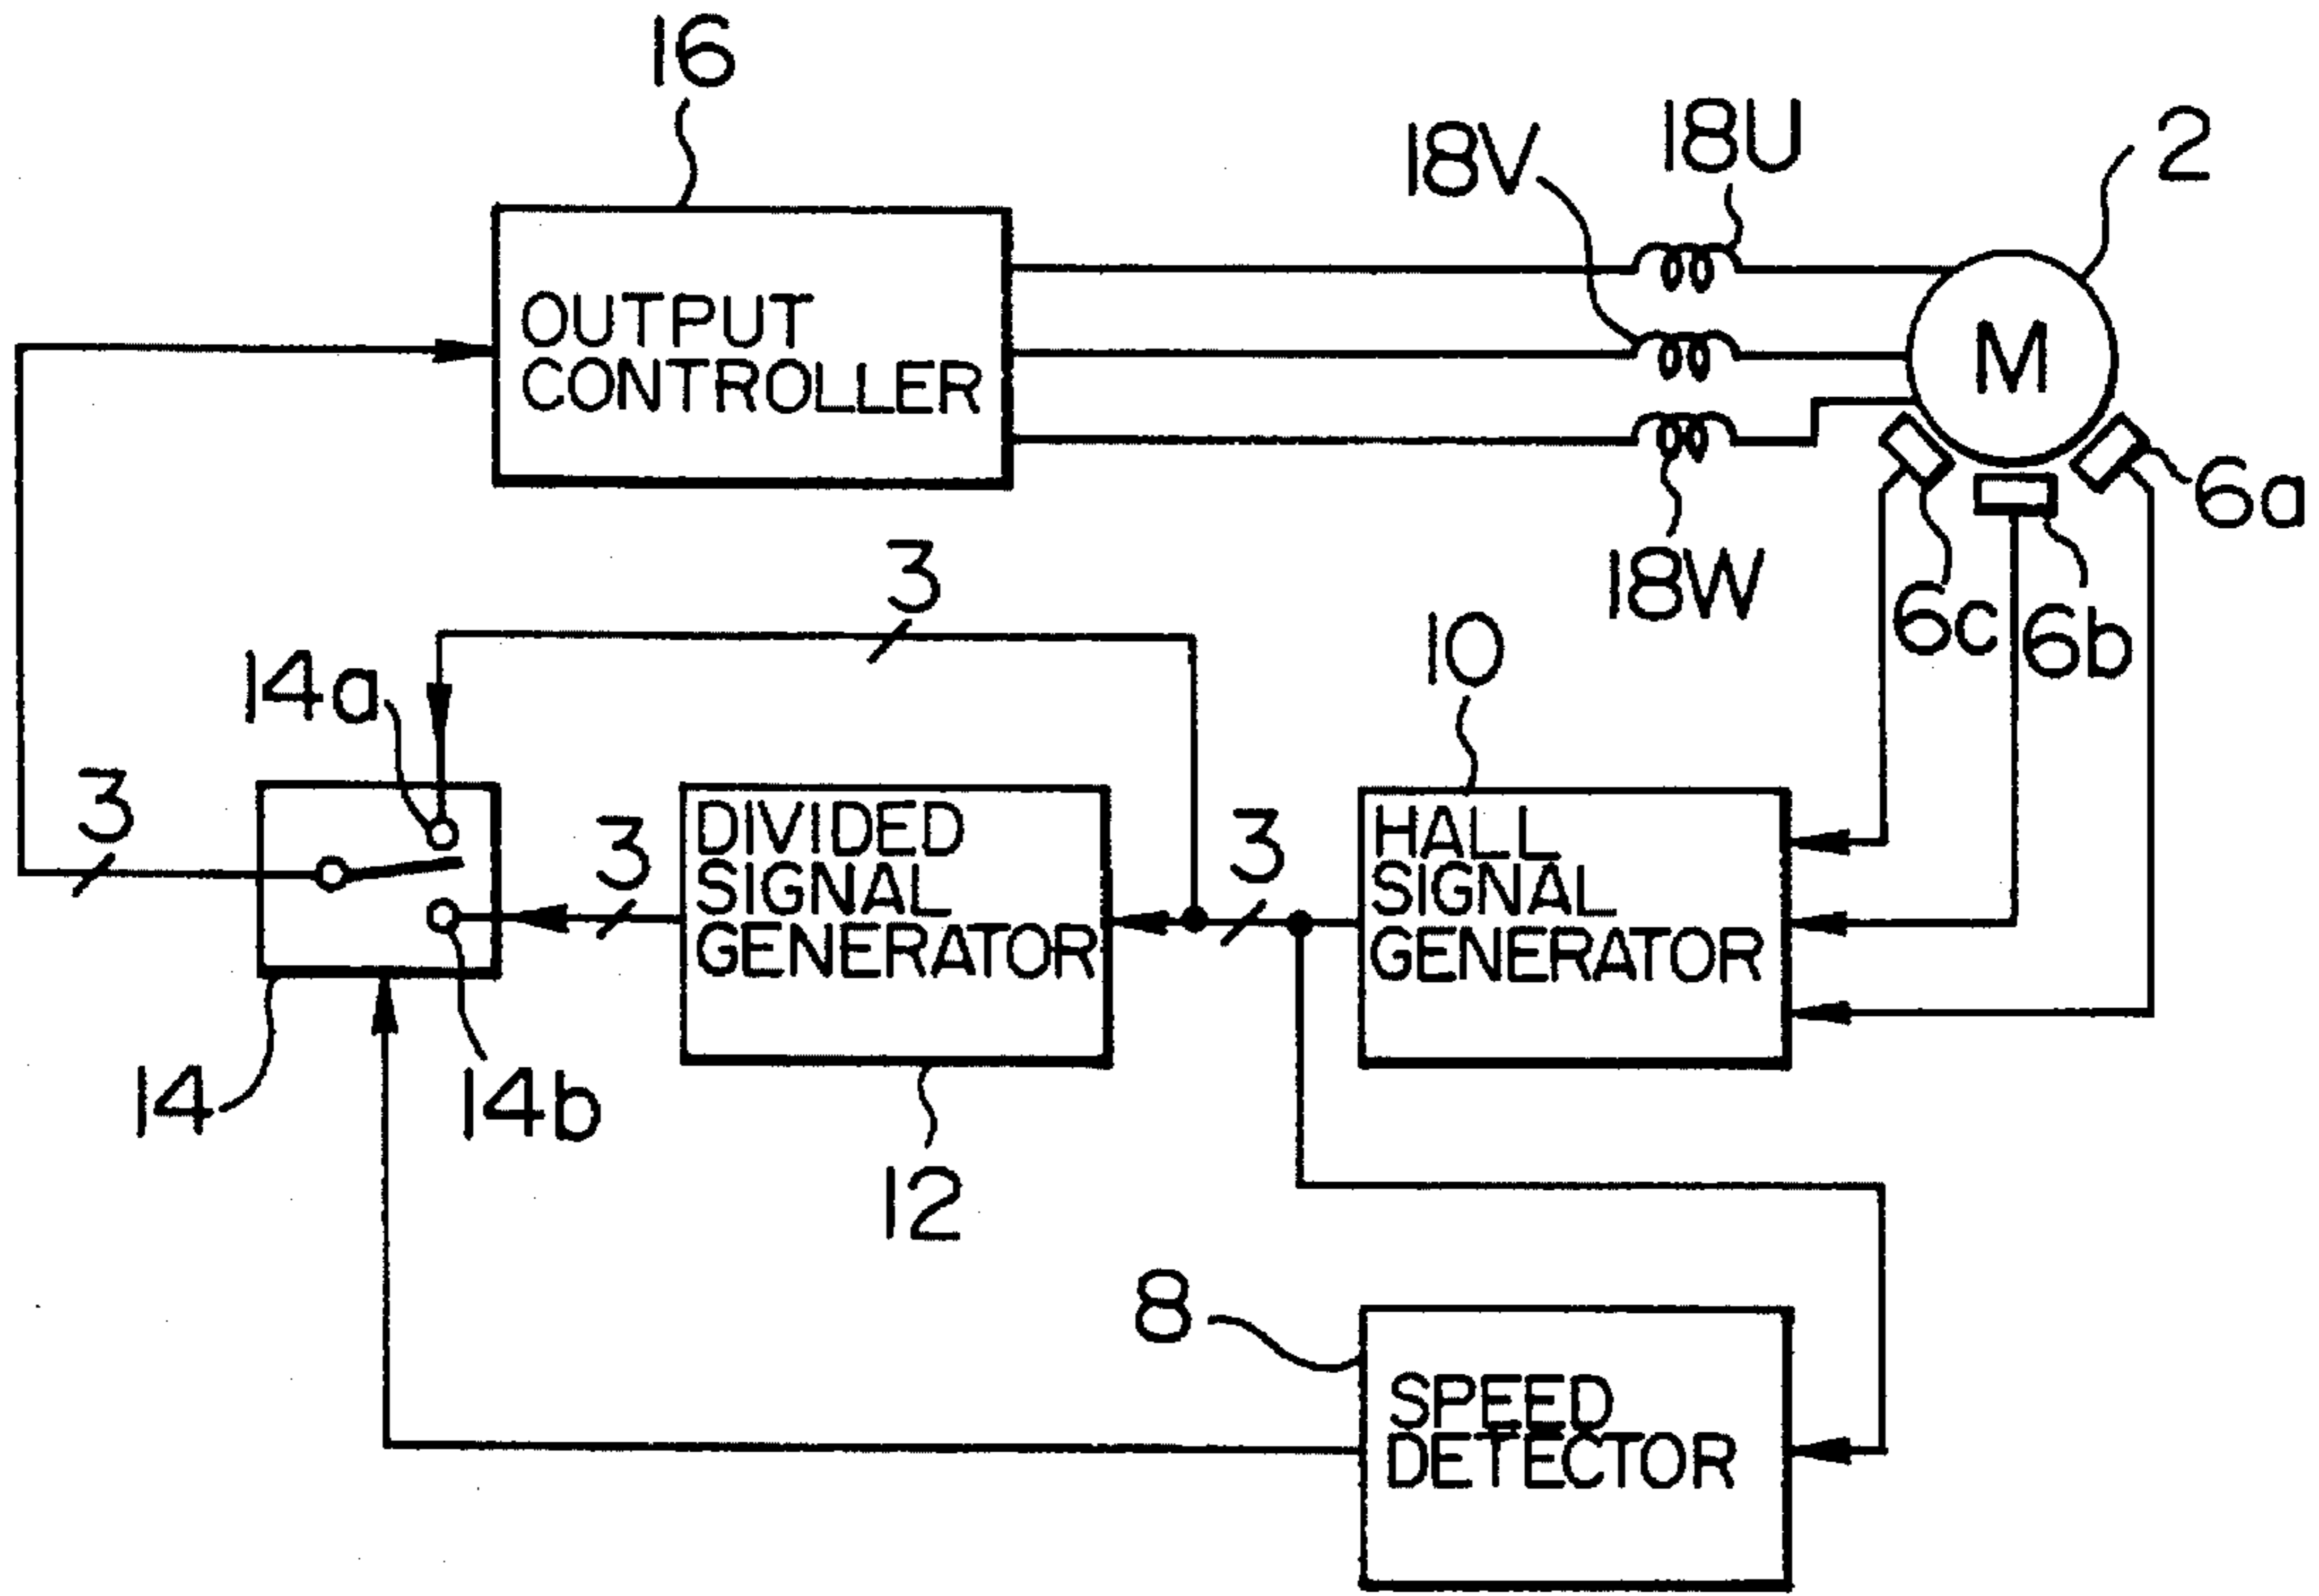 16
18V
18U
2
OUTPUT
CONTROLLER
M
6a
18W
6c
6b
3
10
14a
3
3
DIVIDED
SIGNAL
GENERATOR
3
HALL
SIGNAL
GENERATOR
14
14b
12
8
SPEED
DETECTOR